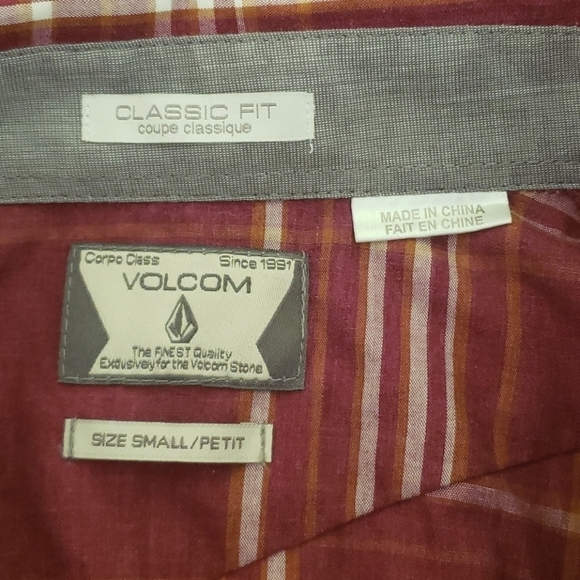 CLASSIC FIT
coupe classique
MADE IN CHINA
FAIT EN CHINE
Corpo Class Since 1991
VOLCOM
The FINEST Quality
Exclusively for the Volcom Stone
SIZE SMALL/PETIT